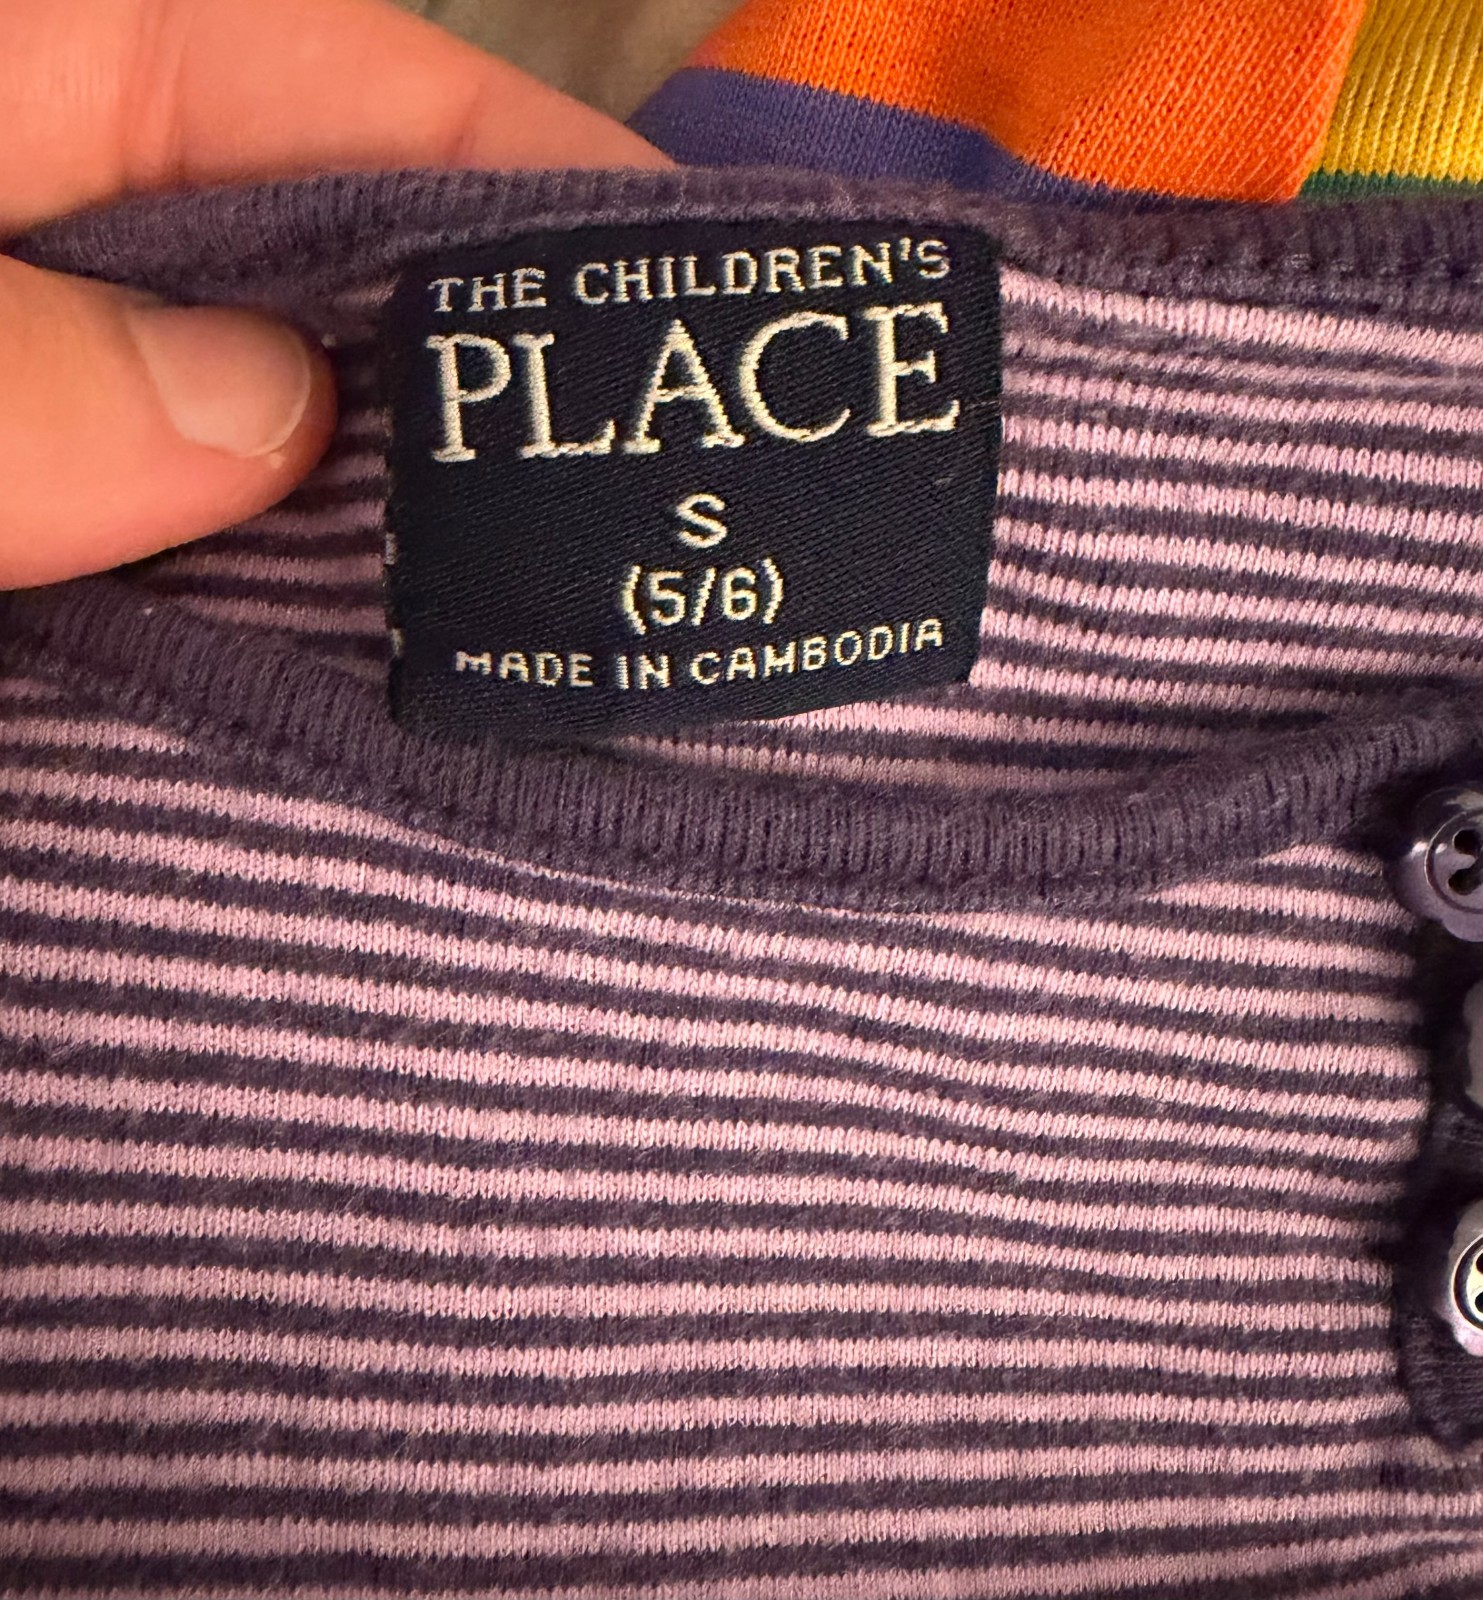 THE CHILDREN'S
PLACE
S
(5/6)
MADE IN CAMBODIA